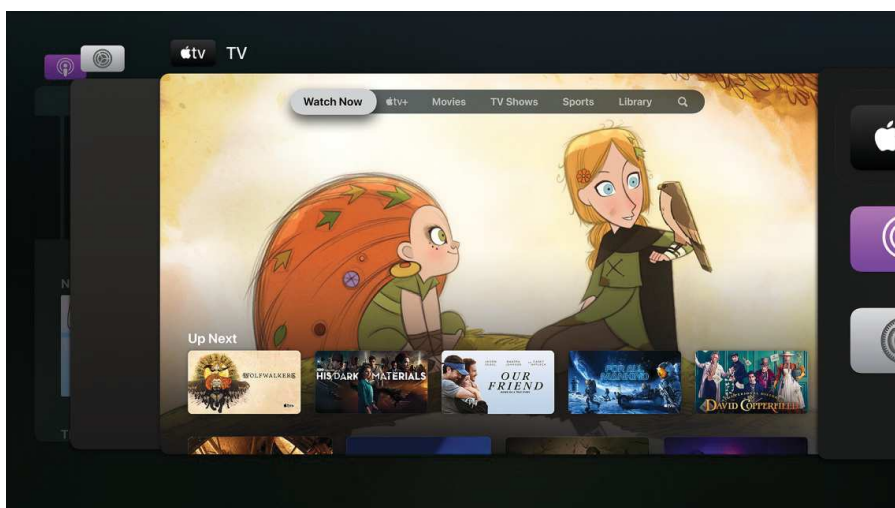 tv TV
Watch Now tv+ Movies TV Shows Sports Library
Up Next
WOLFWALKERS
tv
HIS DARK MATERIALS
OUR
FRIEND
FOR ALL
MANKIND
DAVID COPPERFIELD
N
T